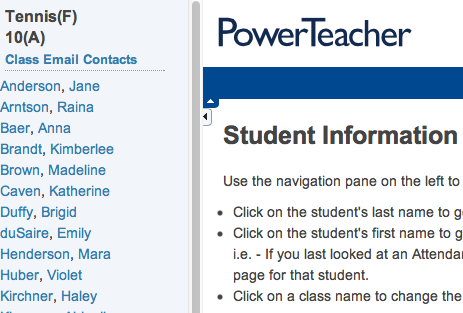 Tennis(F)
10(A)
Class Email Contacts
Anderson, Jane
Arntson, Raina
Baer, Anna
Brandt, Kimberlee
Brown, Madeline
Caven, Katherine
Duffy, Brigid
duSaire, Emily
Henderson, Mara
Huber, Violet
Kirchner, Haley
PowerTeacher
Student Information
Use the navigation pane on the left to
• Click on the student's last name to g
• Click on the student's first name to g
i.e. - If you last looked at an Attendan
page for that student.
• Click on a class name to change the